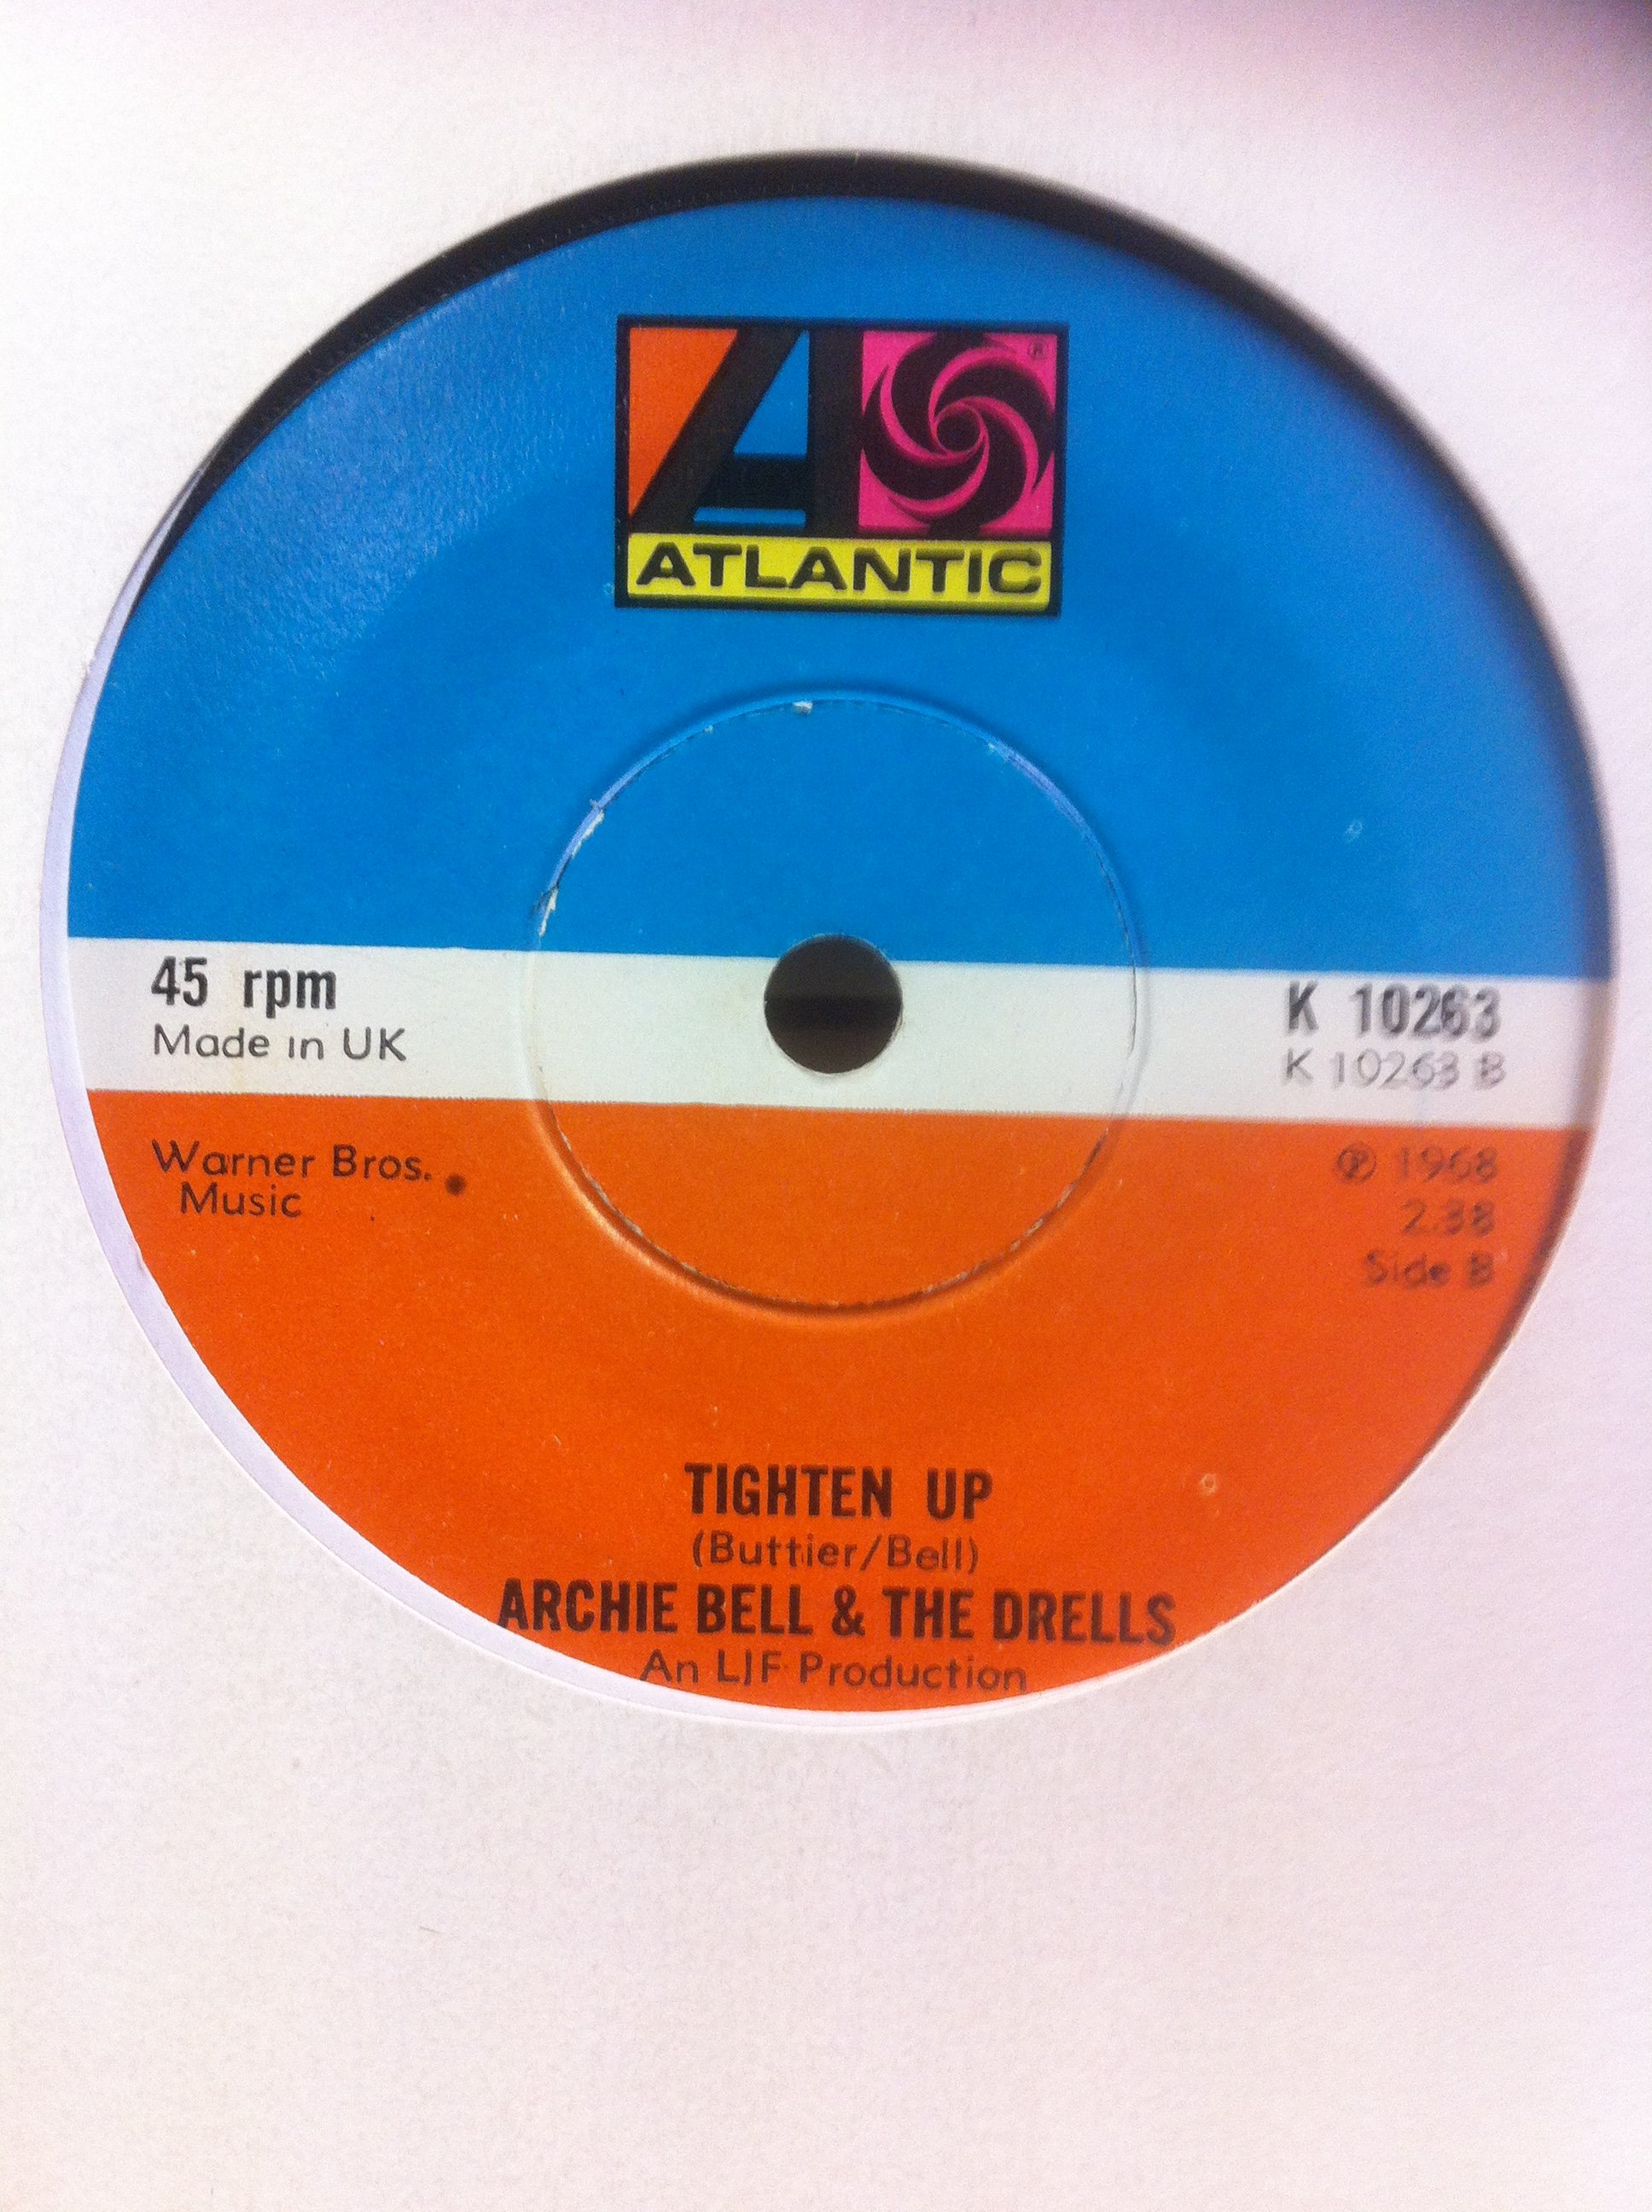 ATLANTIC
45 rpm
Made in UK
K 10263
K 10263 B
Warner Bros.
Music
℗ 1968
2.38
Side B
TIGHTEN UP
(Buttier/Bell)
ARCHIE BELL & THE DRELLS
An LJF Production